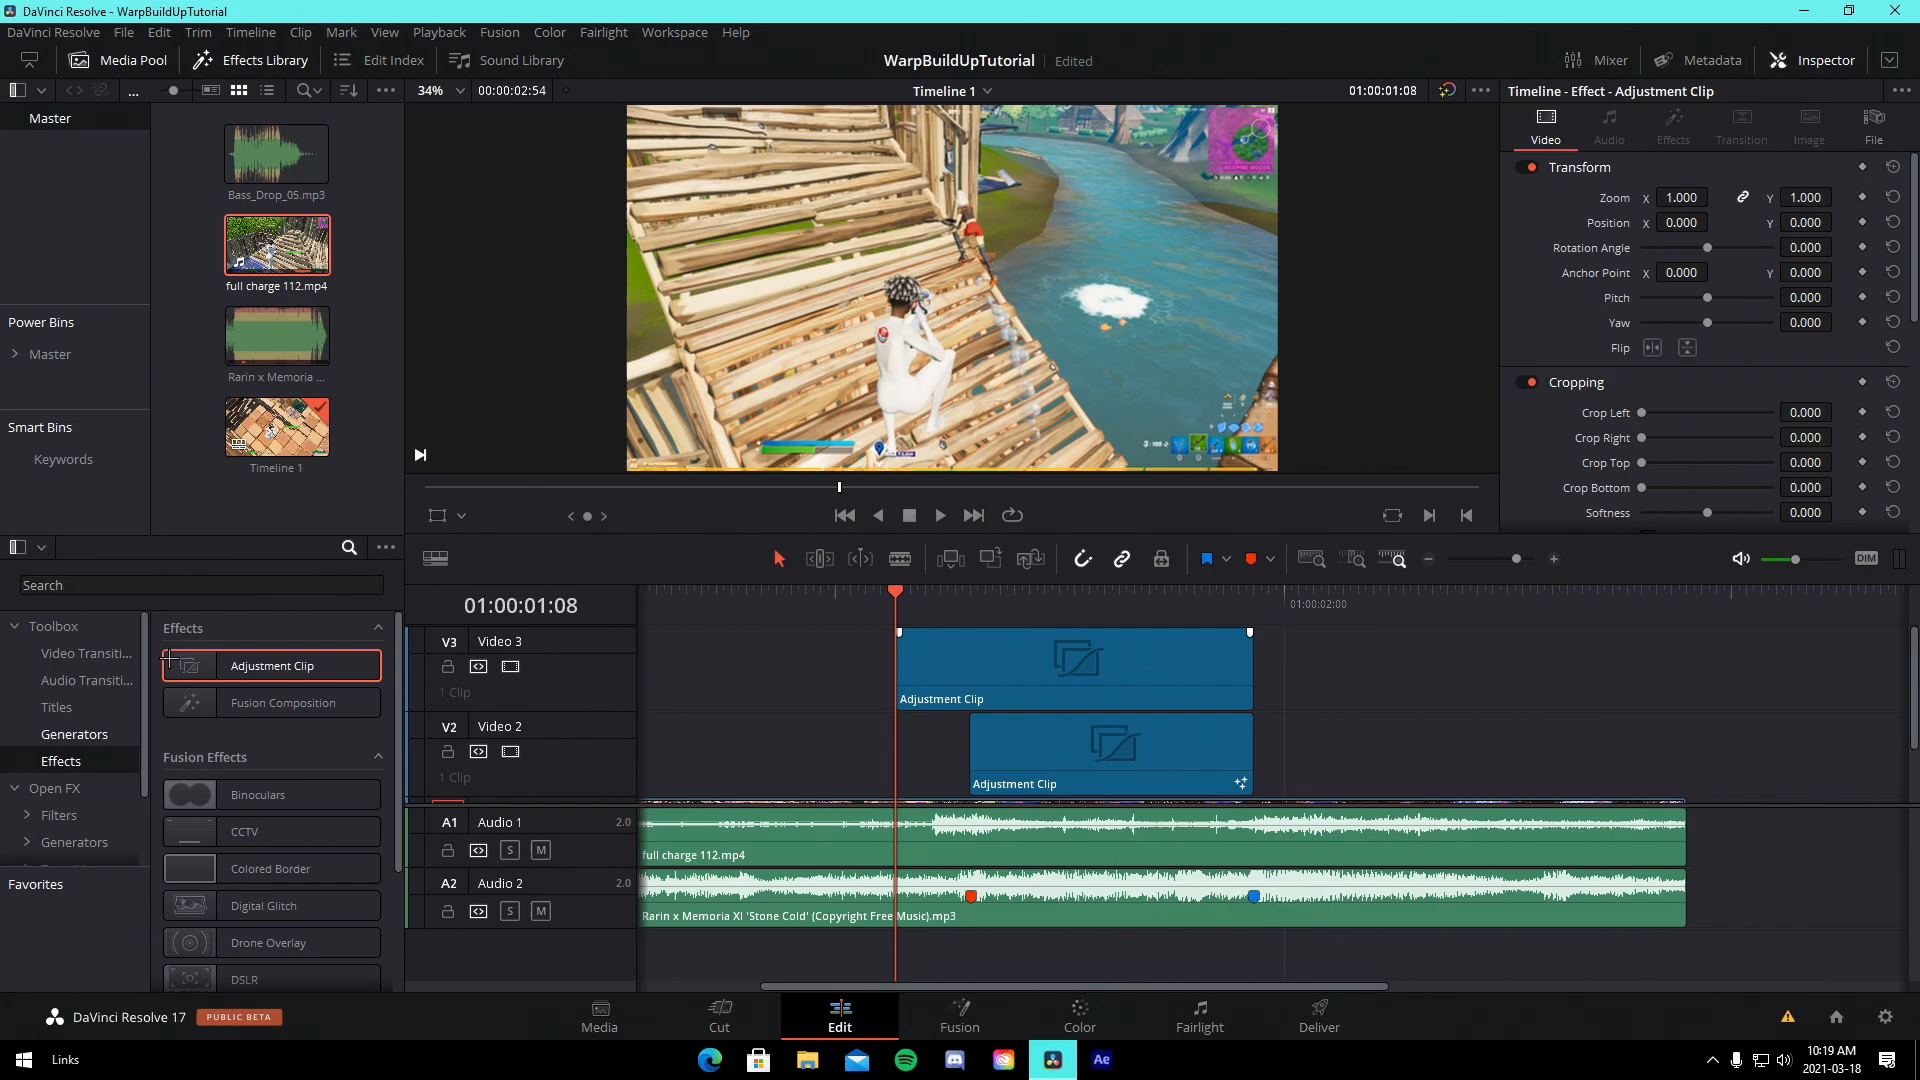 DaVinci Resolve - WarpBuildUpTutorial
DaVinci Resolve File Edit Trim Timeline Clip Mark View Playback Fusion Color Fairlight Workspace Help
Media Pool Effects Library Edit Index Sound Library WarpBuildUpTutorial Edited Mixer Metadata Inspector
34% 00:00:02:54 Timeline 1 01:00:01:08 Timeline - Effect - Adjustment Clip
Master
Bass_Drop_05.mp3
full charge 112.mp4
Rarin x Memoria ...
Timeline 1
Power Bins
Master
Smart Bins
Keywords
Video Audio Effects Transition Image File
Transform
Zoom X 1.000 Y 1.000
Position X 0.000 Y 0.000
Rotation Angle 0.000
Anchor Point X 0.000 Y 0.000
Pitch 0.000
Yaw 0.000
Flip
Cropping
Crop Left 0.000
Crop Right 0.000
Crop Top 0.000
Crop Bottom 0.000
Softness 0.000
DIM
Search
Toolbox
Video Transiti...
Audio Transiti...
Titles
Generators
Effects
Open FX
Filters
Generators
Favorites
Effects
Adjustment Clip
Fusion Composition
Fusion Effects
Binoculars
CCTV
Colored Border
Digital Glitch
Drone Overlay
DSLR
01:00:01:08
01:00:02:00
V3 Video 3
1 Clip
Adjustment Clip
V2 Video 2
1 Clip
Adjustment Clip
A1 Audio 1 2.0
S M
full charge 112.mp4
A2 Audio 2 2.0
S M
Rarin x Memoria XI 'Stone Cold' (Copyright Free Music).mp3
DaVinci Resolve 17 PUBLIC BETA
Media Cut Edit Fusion Color Fairlight Deliver
Links
Ae
10:19 AM
2021-03-18